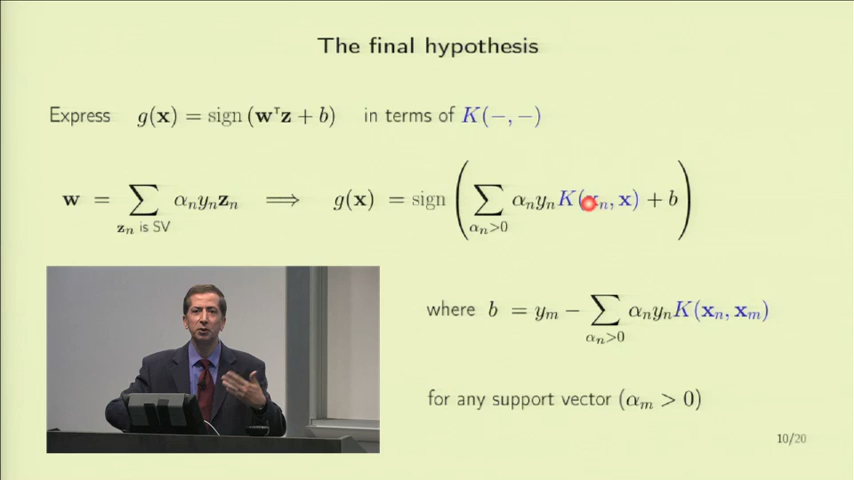 The final hypothesis
Express g(x) = sign (wᵀz + b) in terms of K(−, −)
w = ∑ αₙyₙzₙ ⟹ g(x) = sign ( ∑ αₙyₙK(xₙ, x) + b )
zₙ is SV αₙ>0
where b = yₘ − ∑ αₙyₙK(xₙ, xₘ)
αₙ>0
for any support vector (αₘ > 0)
10/20